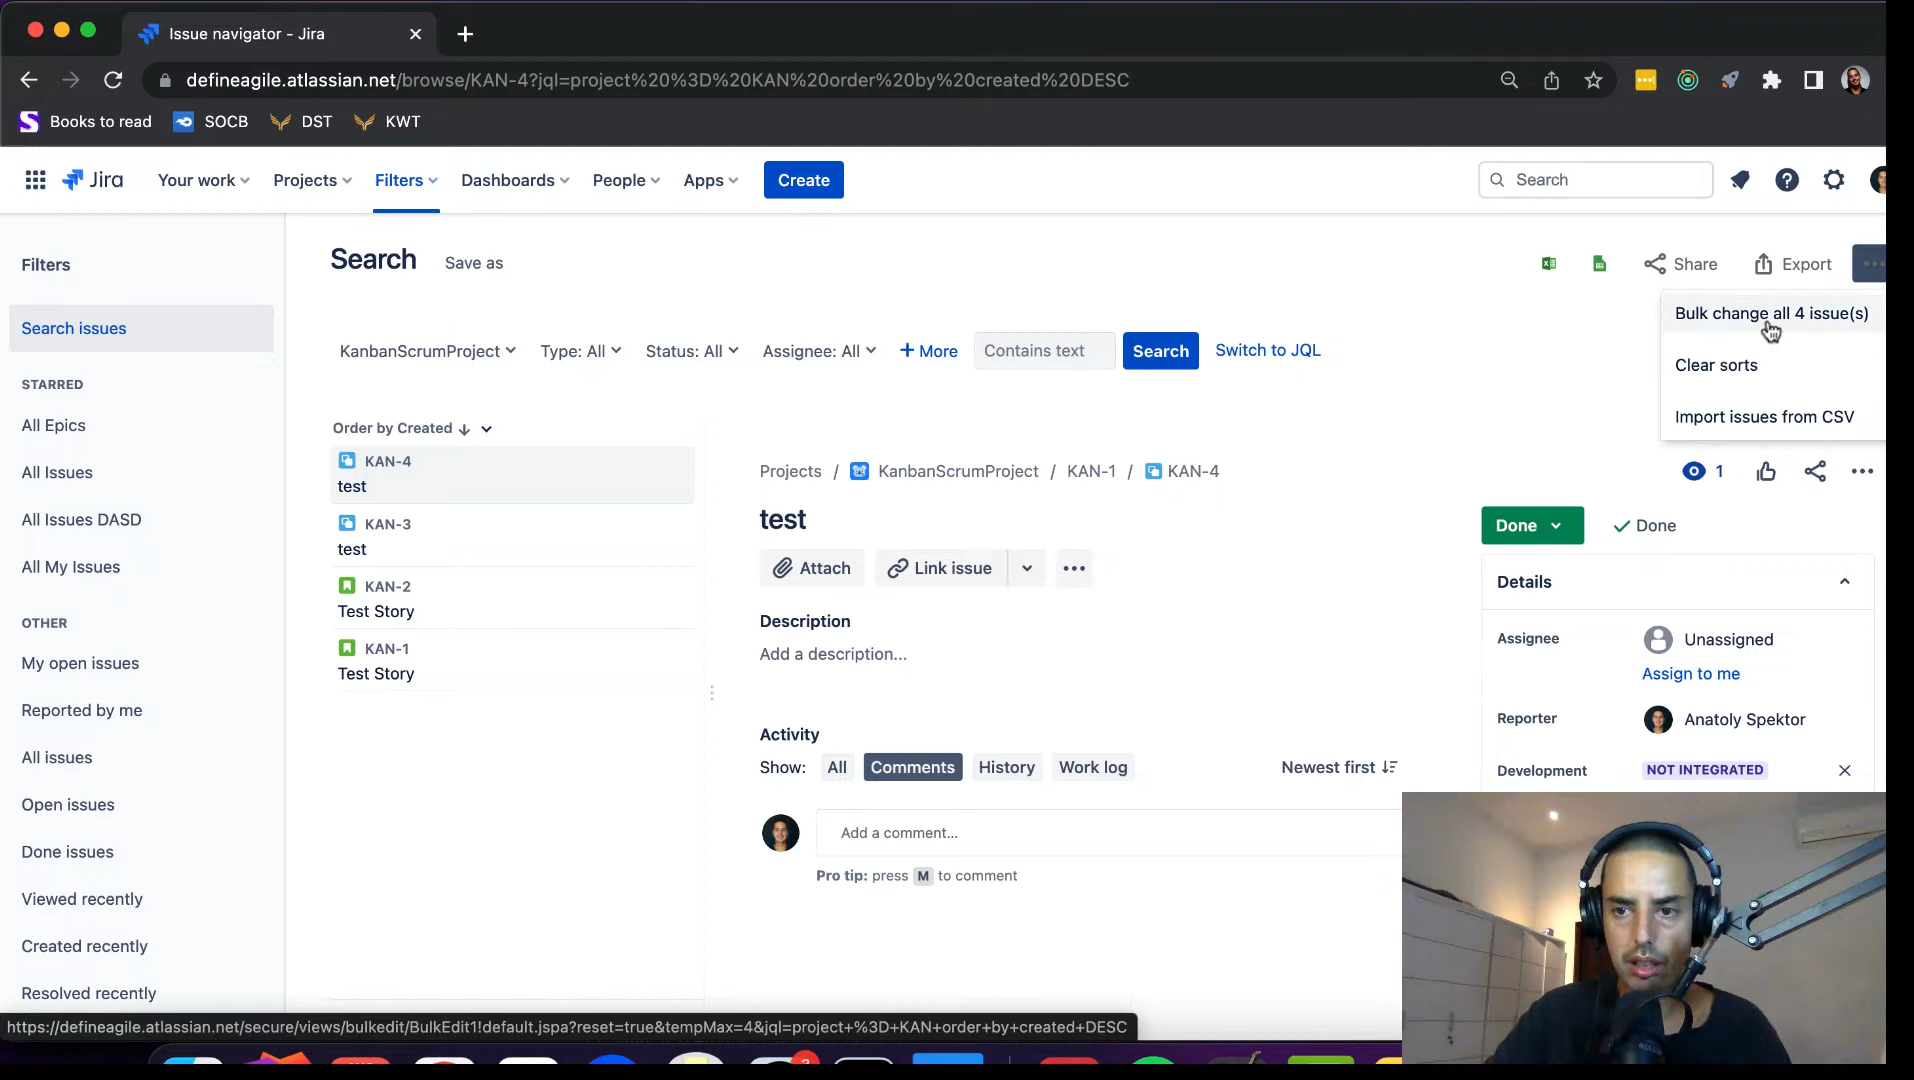 Issue navigator - Jira
defineagile.atlassian.net/browse/KAN-4?jql=project%20%3D%20KAN%20order%20by%20created%20DESC
Books to read SOCB DST KWT
Jira Your work Projects Filters Dashboards People Apps Create Search
Filters
Search issues
STARRED
All Epics
All Issues
All Issues DASD
All My Issues
OTHER
My open issues
Reported by me
All issues
Open issues
Done issues
Viewed recently
Created recently
Resolved recently
Search Save as
Share Export
Bulk change all 4 issue(s)
Clear sorts
Import issues from CSV
KanbanScrumProject Type: All Status: All Assignee: All + More Contains text Search Switch to JQL
Order by Created
KAN-4
test
KAN-3
test
KAN-2
Test Story
KAN-1
Test Story
Projects / KanbanScrumProject / KAN-1 / KAN-4
1
test
Attach Link issue
Description
Add a description...
Activity
Show: All Comments History Work log Newest first
Add a comment...
Pro tip: press M to comment
Done Done
Details
Assignee Unassigned
Assign to me
Reporter Anatoly Spektor
Development NOT INTEGRATED
https://defineagile.atlassian.net/secure/views/bulkedit/BulkEdit1!default.jspa?reset=true&tempMax=4&jql=project+%3D+KAN+order+by+created+DESC